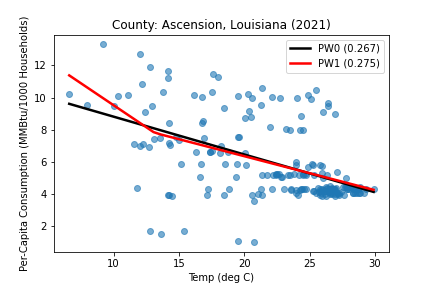 County: Ascension, Louisiana (2021)
PW0 (0.267)
PW1 (0.275)
Per-Capita Consumption (MMBtu/1000 Households)
12
10
8
6
4
2
10
15
20
25
30
Temp (deg C)